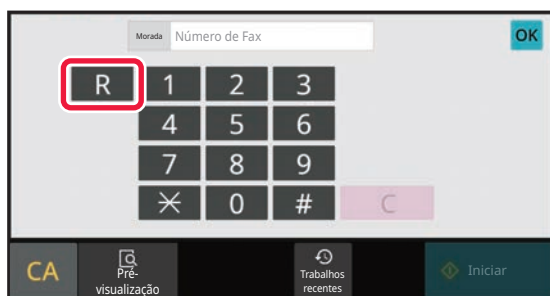 Morada Número de Fax OK
R 1 2 3
4 5 6
7 8 9
* 0 # C
CA Pré-
visualização Trabalhos
recentes Iniciar